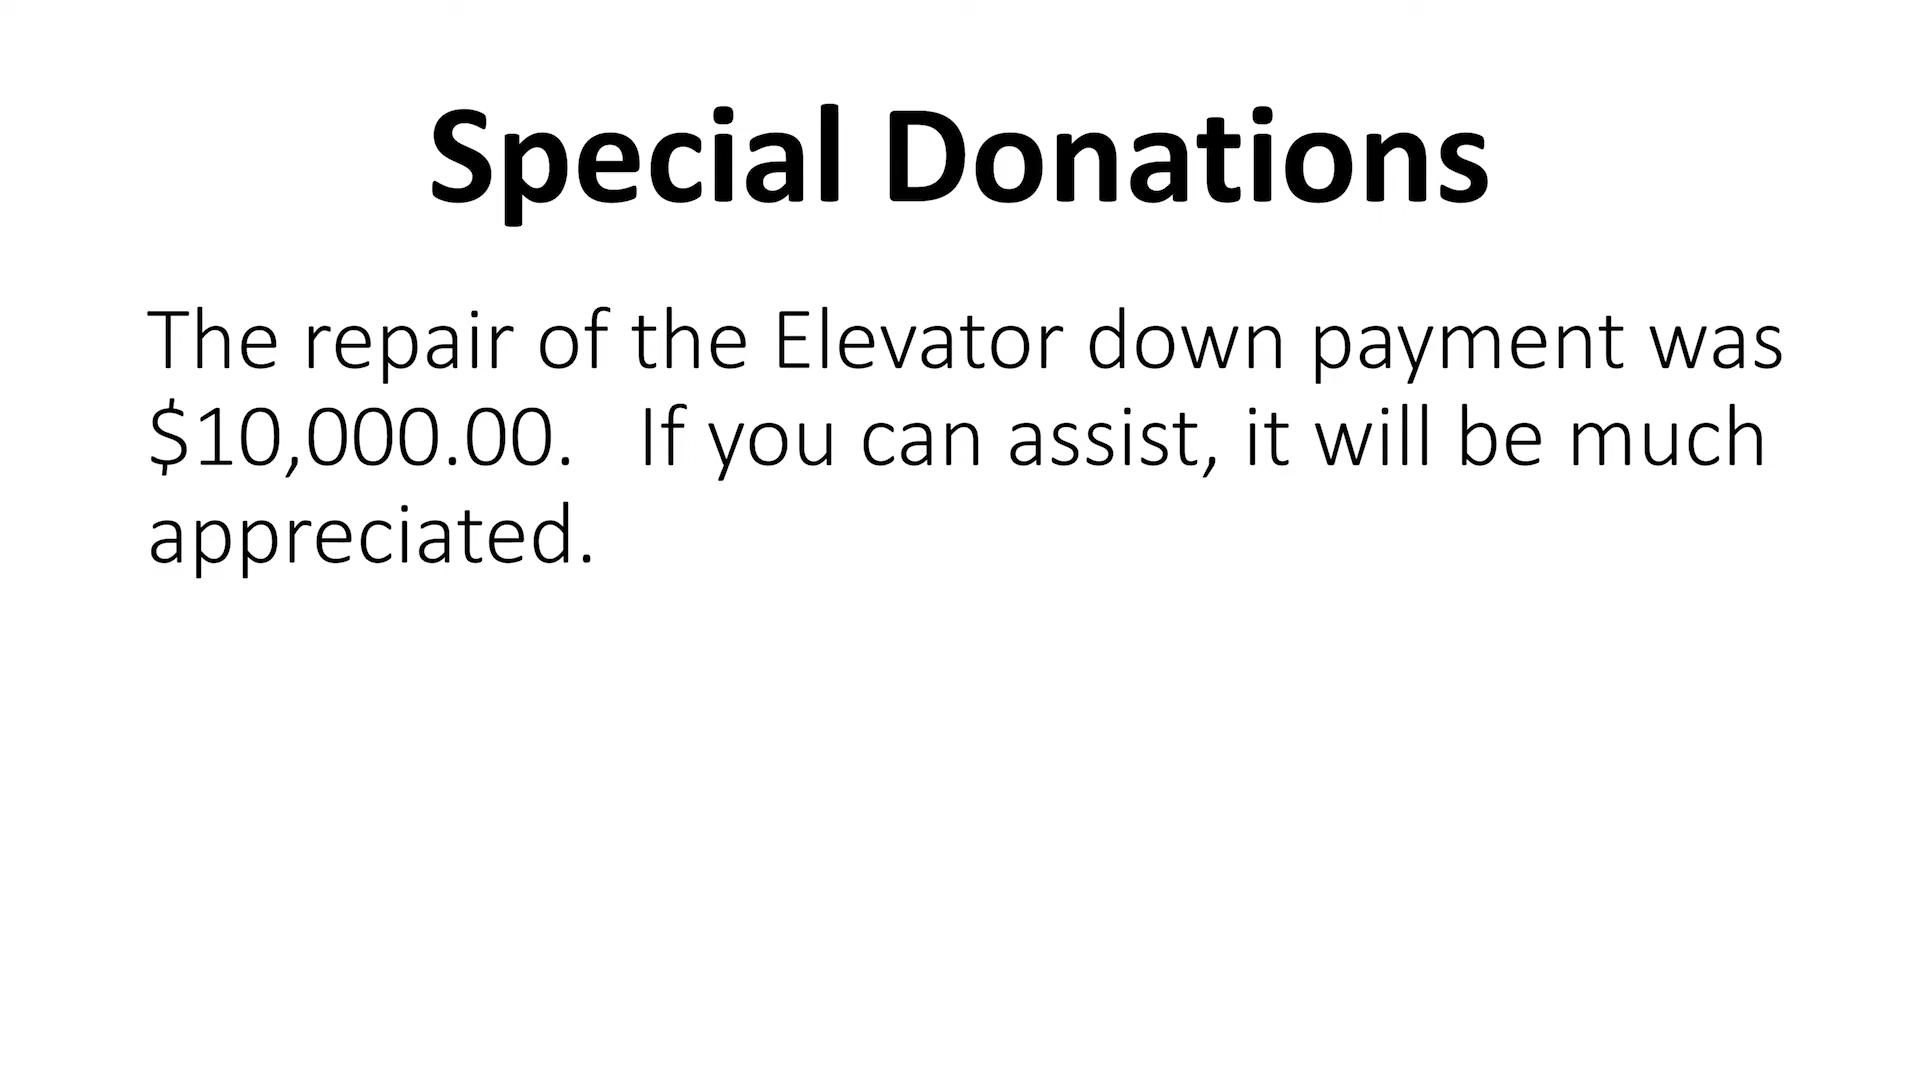 Special Donations
The repair of the Elevator down payment was
$10,000.00.   If you can assist, it will be much
appreciated.